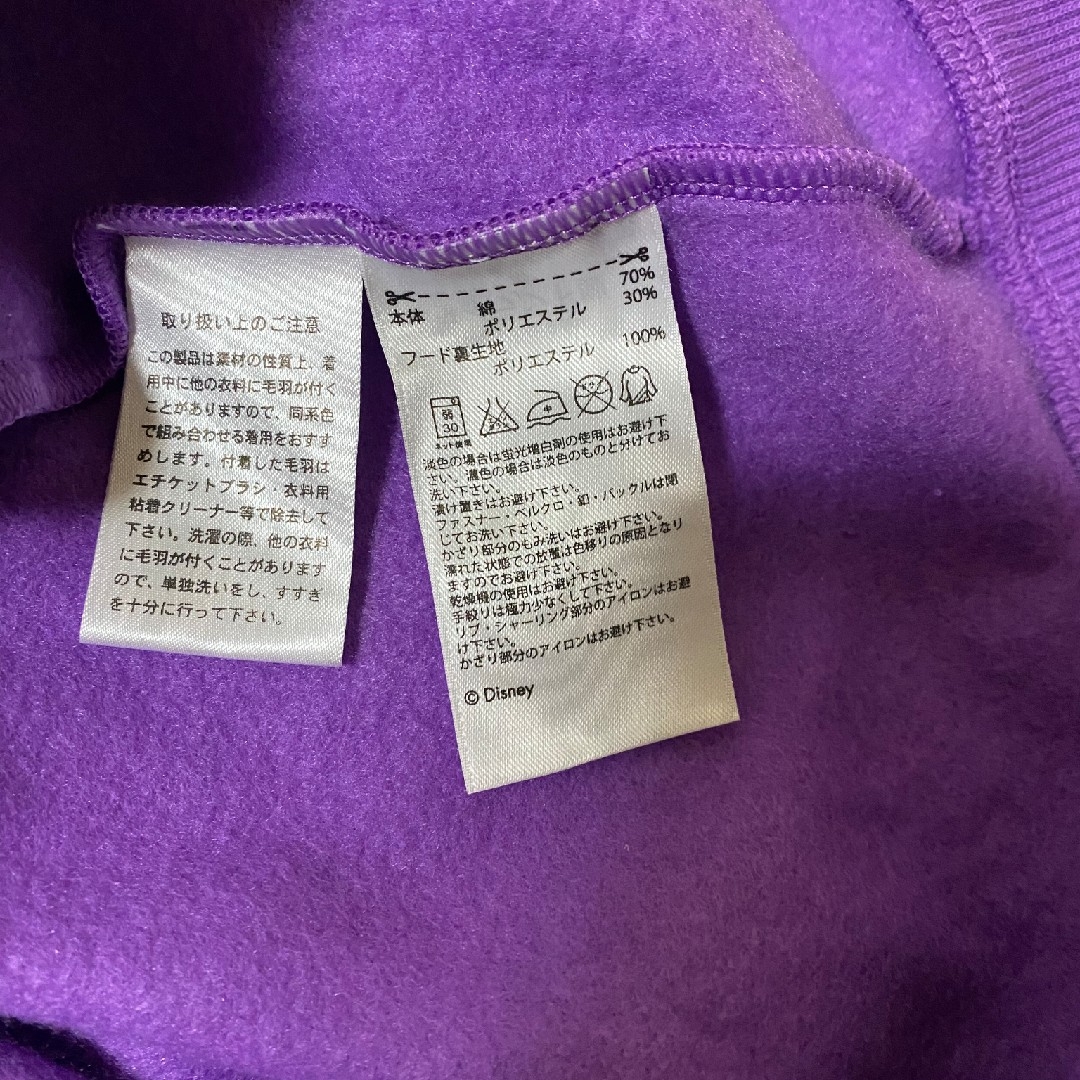 取り扱い上のご注意
この製品は素材の性質上、着
用中に他の衣料に毛羽が付く
ことがありますので、同系色
で組み合わせる着用をおすす
めします。付着した毛羽は
エチケットブラシ・衣料用
粘着クリーナー等で除去して
下さい。洗濯の際、他の衣料
に毛羽が付くことがあります
ので、単独洗いをし、すすぎ
を十分に行って下さい。
本体 綿 70%
ポリエステル 30%
フード裏生地
ポリエステル 100%
弱
30
ネット使用
淡色の場合は蛍光増白剤の使用はお避け下
さい。濃色の場合は淡色のものと分けてお
洗い下さい。
漬け置きはお避け下さい。
ファスナー・ベルクロ・釦・バックルは閉
じてお洗い下さい。
かざり部分のもみ洗いはお避け下さい。
濡れた状態での放置は色移りの原因となり
ますのでお避け下さい。
乾燥機の使用はお避け下さい。
手絞りは極力少なくして下さい。
リブ・シャーリング部分のアイロンはお避
け下さい。
かざり部分のアイロンはお避け下さい。
© Disney